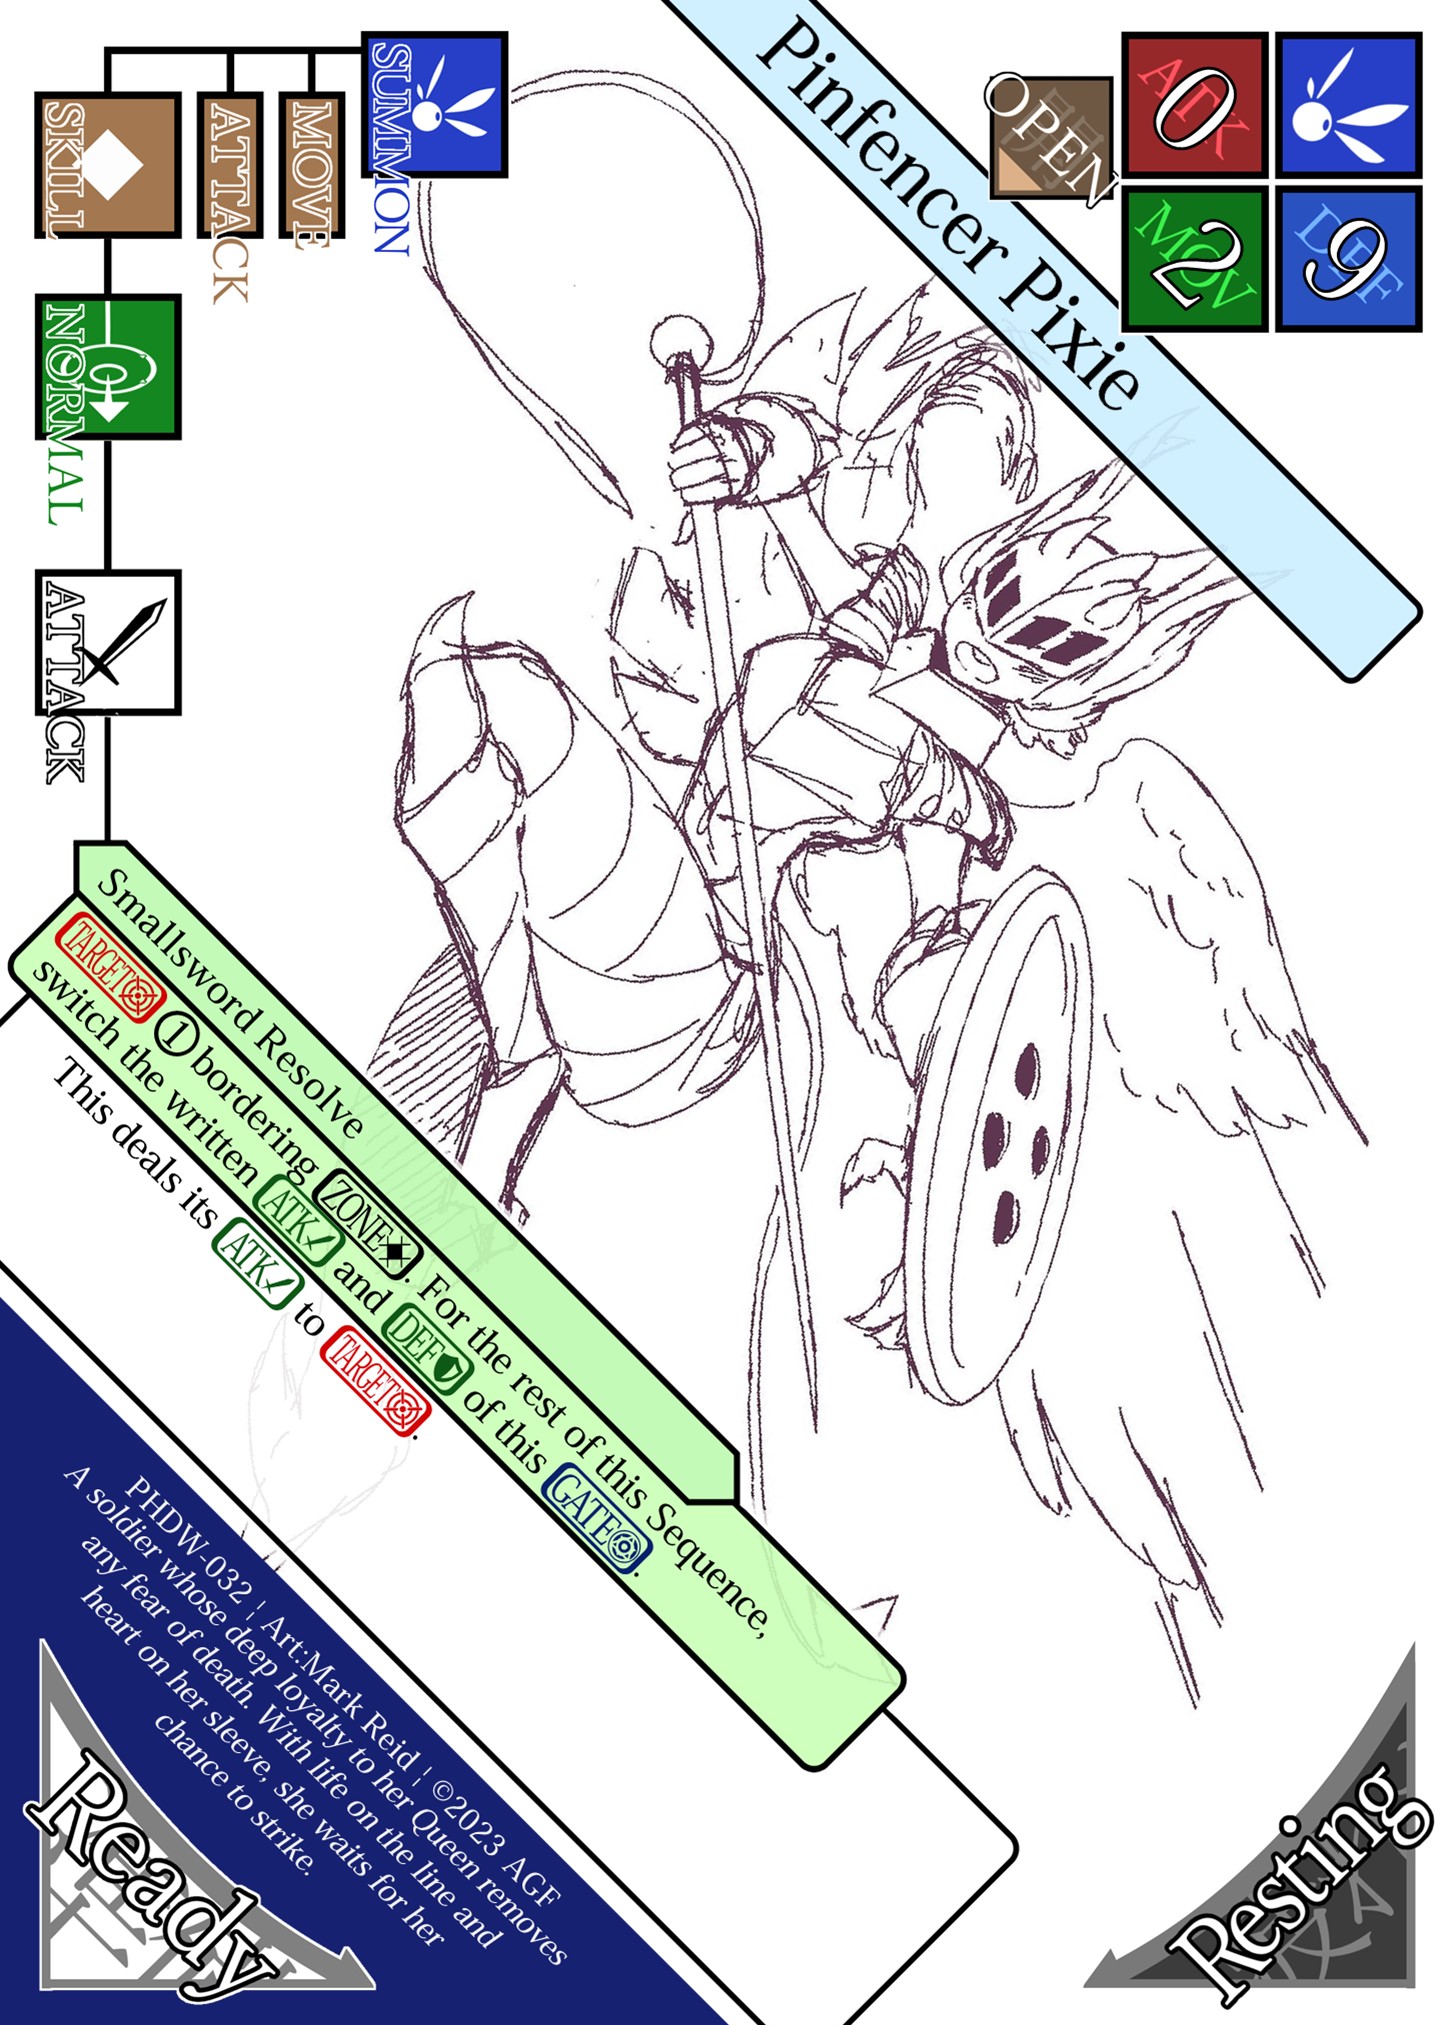 Pinfencer Pixie
OPEN
ATK
0
MOV
2
DEF
9
SUMMON
MOVE
ATTACK
SKILL
NORMAL
ATTACK
Smallsword Resolve
TARGET ① bordering ZONE. For the rest of this Sequence,
switch the written ATK and DEF of this GATE.
This deals its ATK to TARGET.
PHDW-032 ¦ Art:Mark Reid ¦ ©2023 AGF
A soldier whose deep loyalty to her Queen removes
any fear of death. With life on the line and
heart on her sleeve, she waits for her
chance to strike.
Ready
Resting